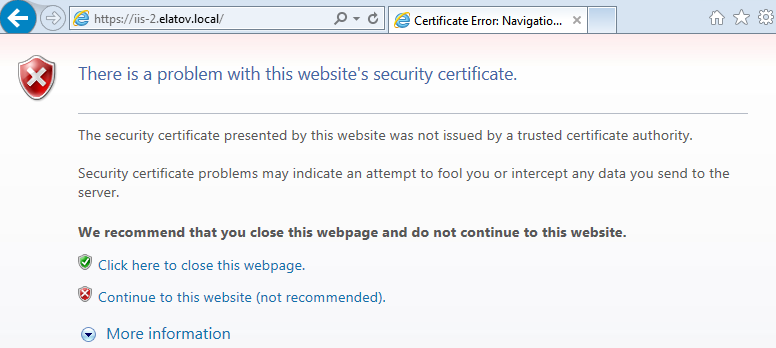 https://iis-2.elatov.local/
Certificate Error: Navigatio...
There is a problem with this website's security certificate.
The security certificate presented by this website was not issued by a trusted certificate authority.
Security certificate problems may indicate an attempt to fool you or intercept any data you send to the
server.
We recommend that you close this webpage and do not continue to this website.
Click here to close this webpage.
Continue to this website (not recommended).
More information